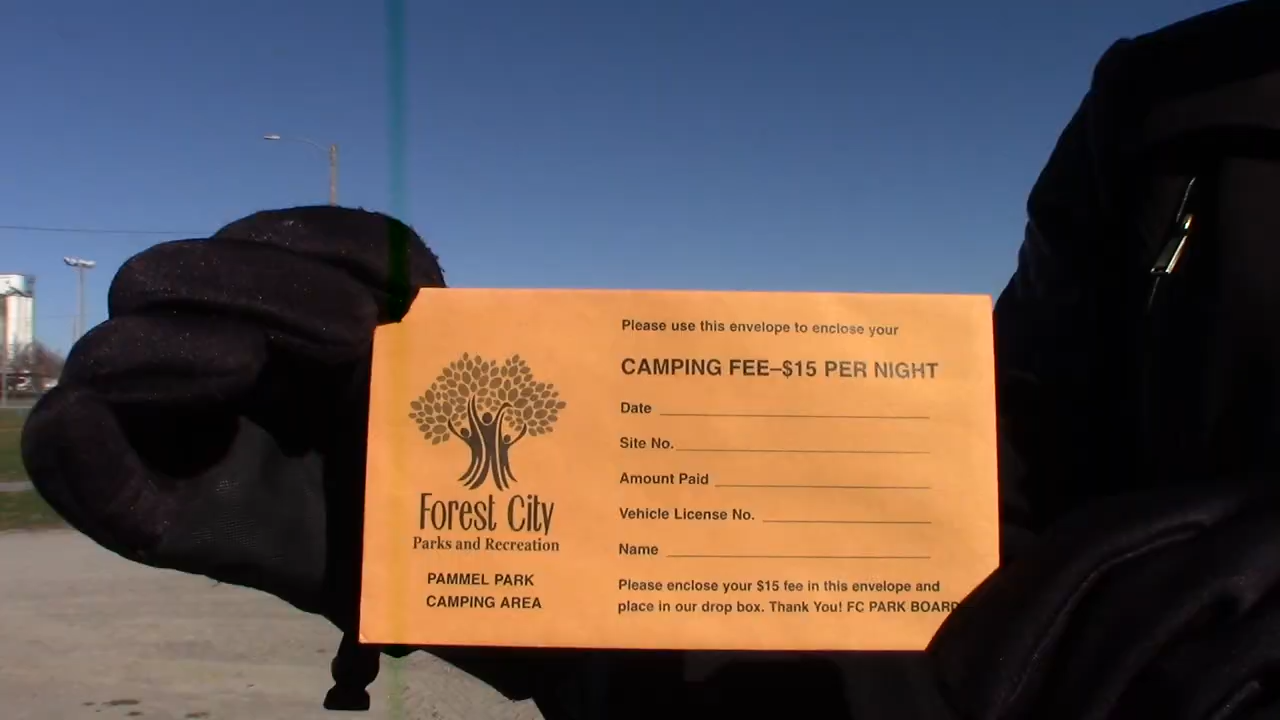 Please use this envelope to enclose your
CAMPING FEE–$15 PER NIGHT
Date
Site No.
Amount Paid
Vehicle License No.
Name
Please enclose your $15 fee in this envelope and
place in our drop box. Thank You! FC PARK BOARD
Forest City
Parks and Recreation
PAMMEL PARK
CAMPING AREA